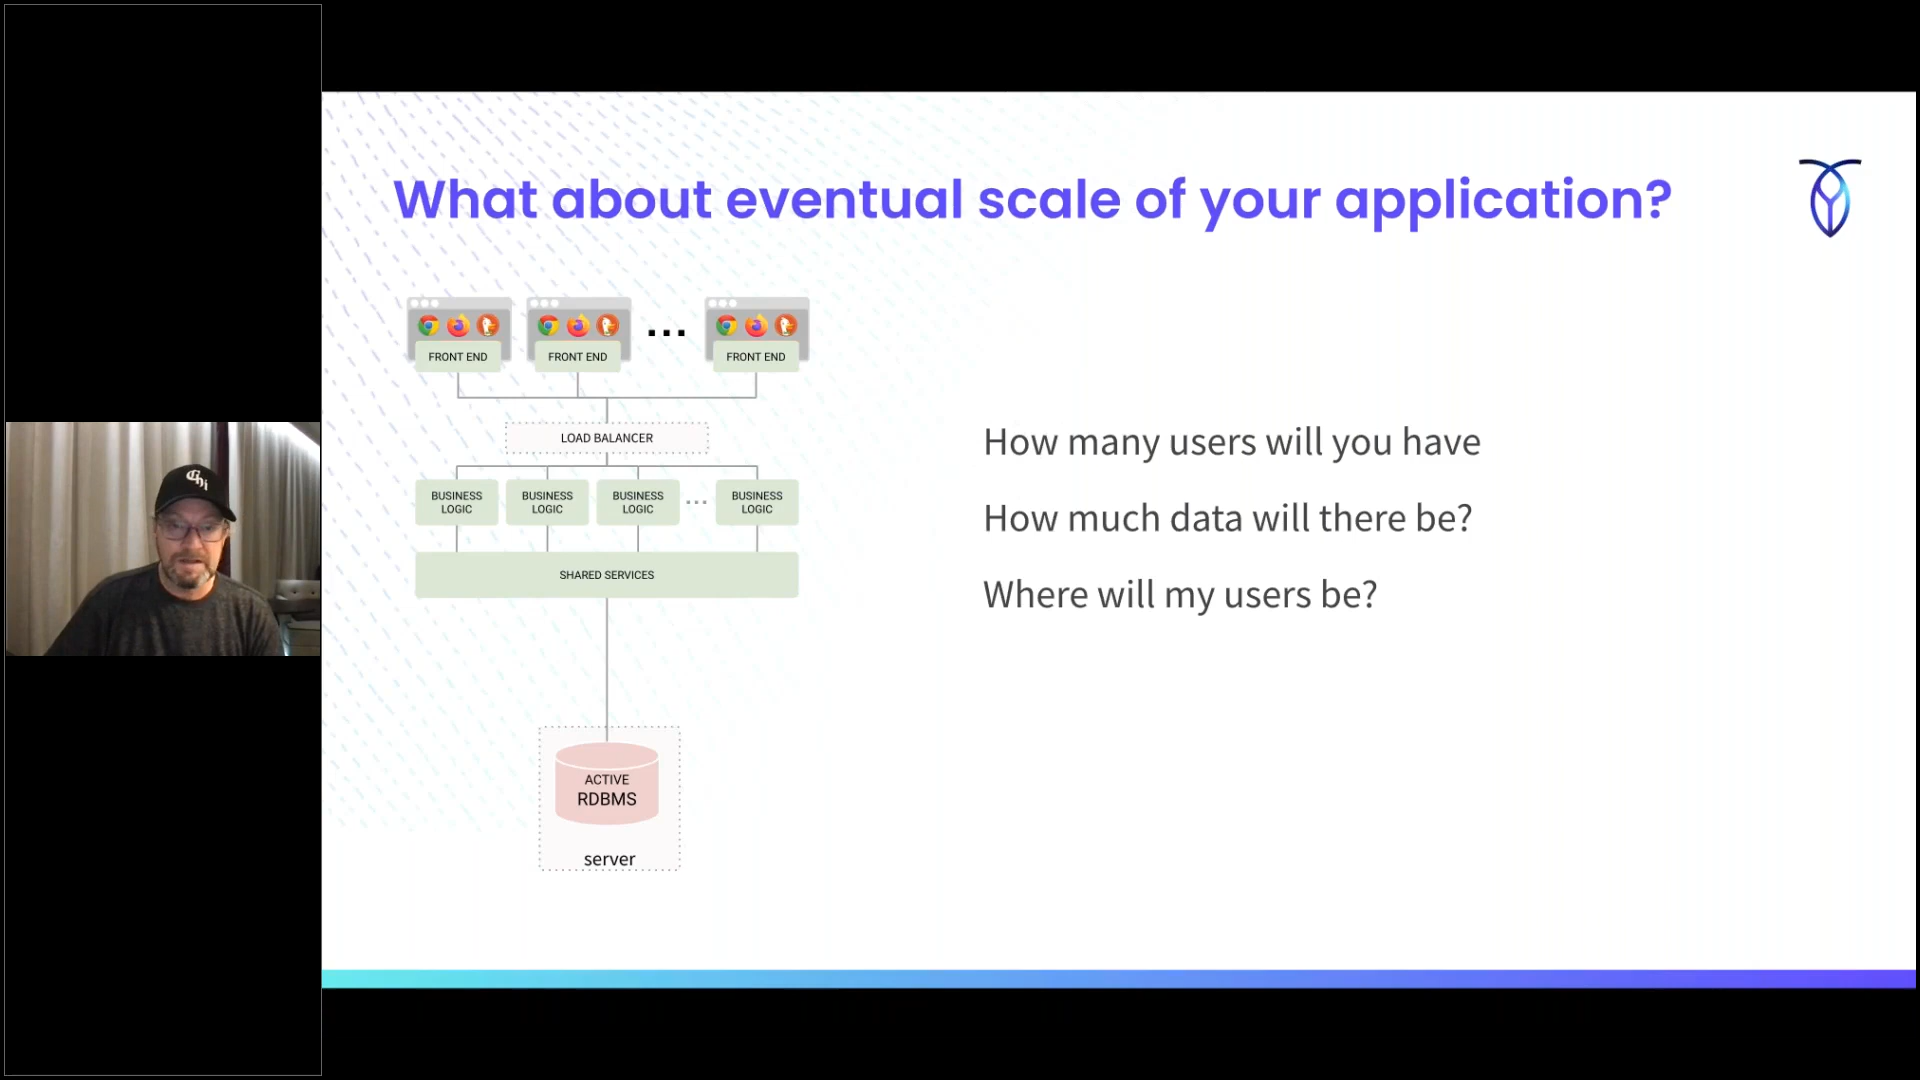 What about eventual scale of your application?
FRONT END
FRONT END
...
FRONT END
LOAD BALANCER
BUSINESS
LOGIC
BUSINESS
LOGIC
BUSINESS
LOGIC
...
BUSINESS
LOGIC
SHARED SERVICES
ACTIVE
RDBMS
server
How many users will you have
How much data will there be?
Where will my users be?